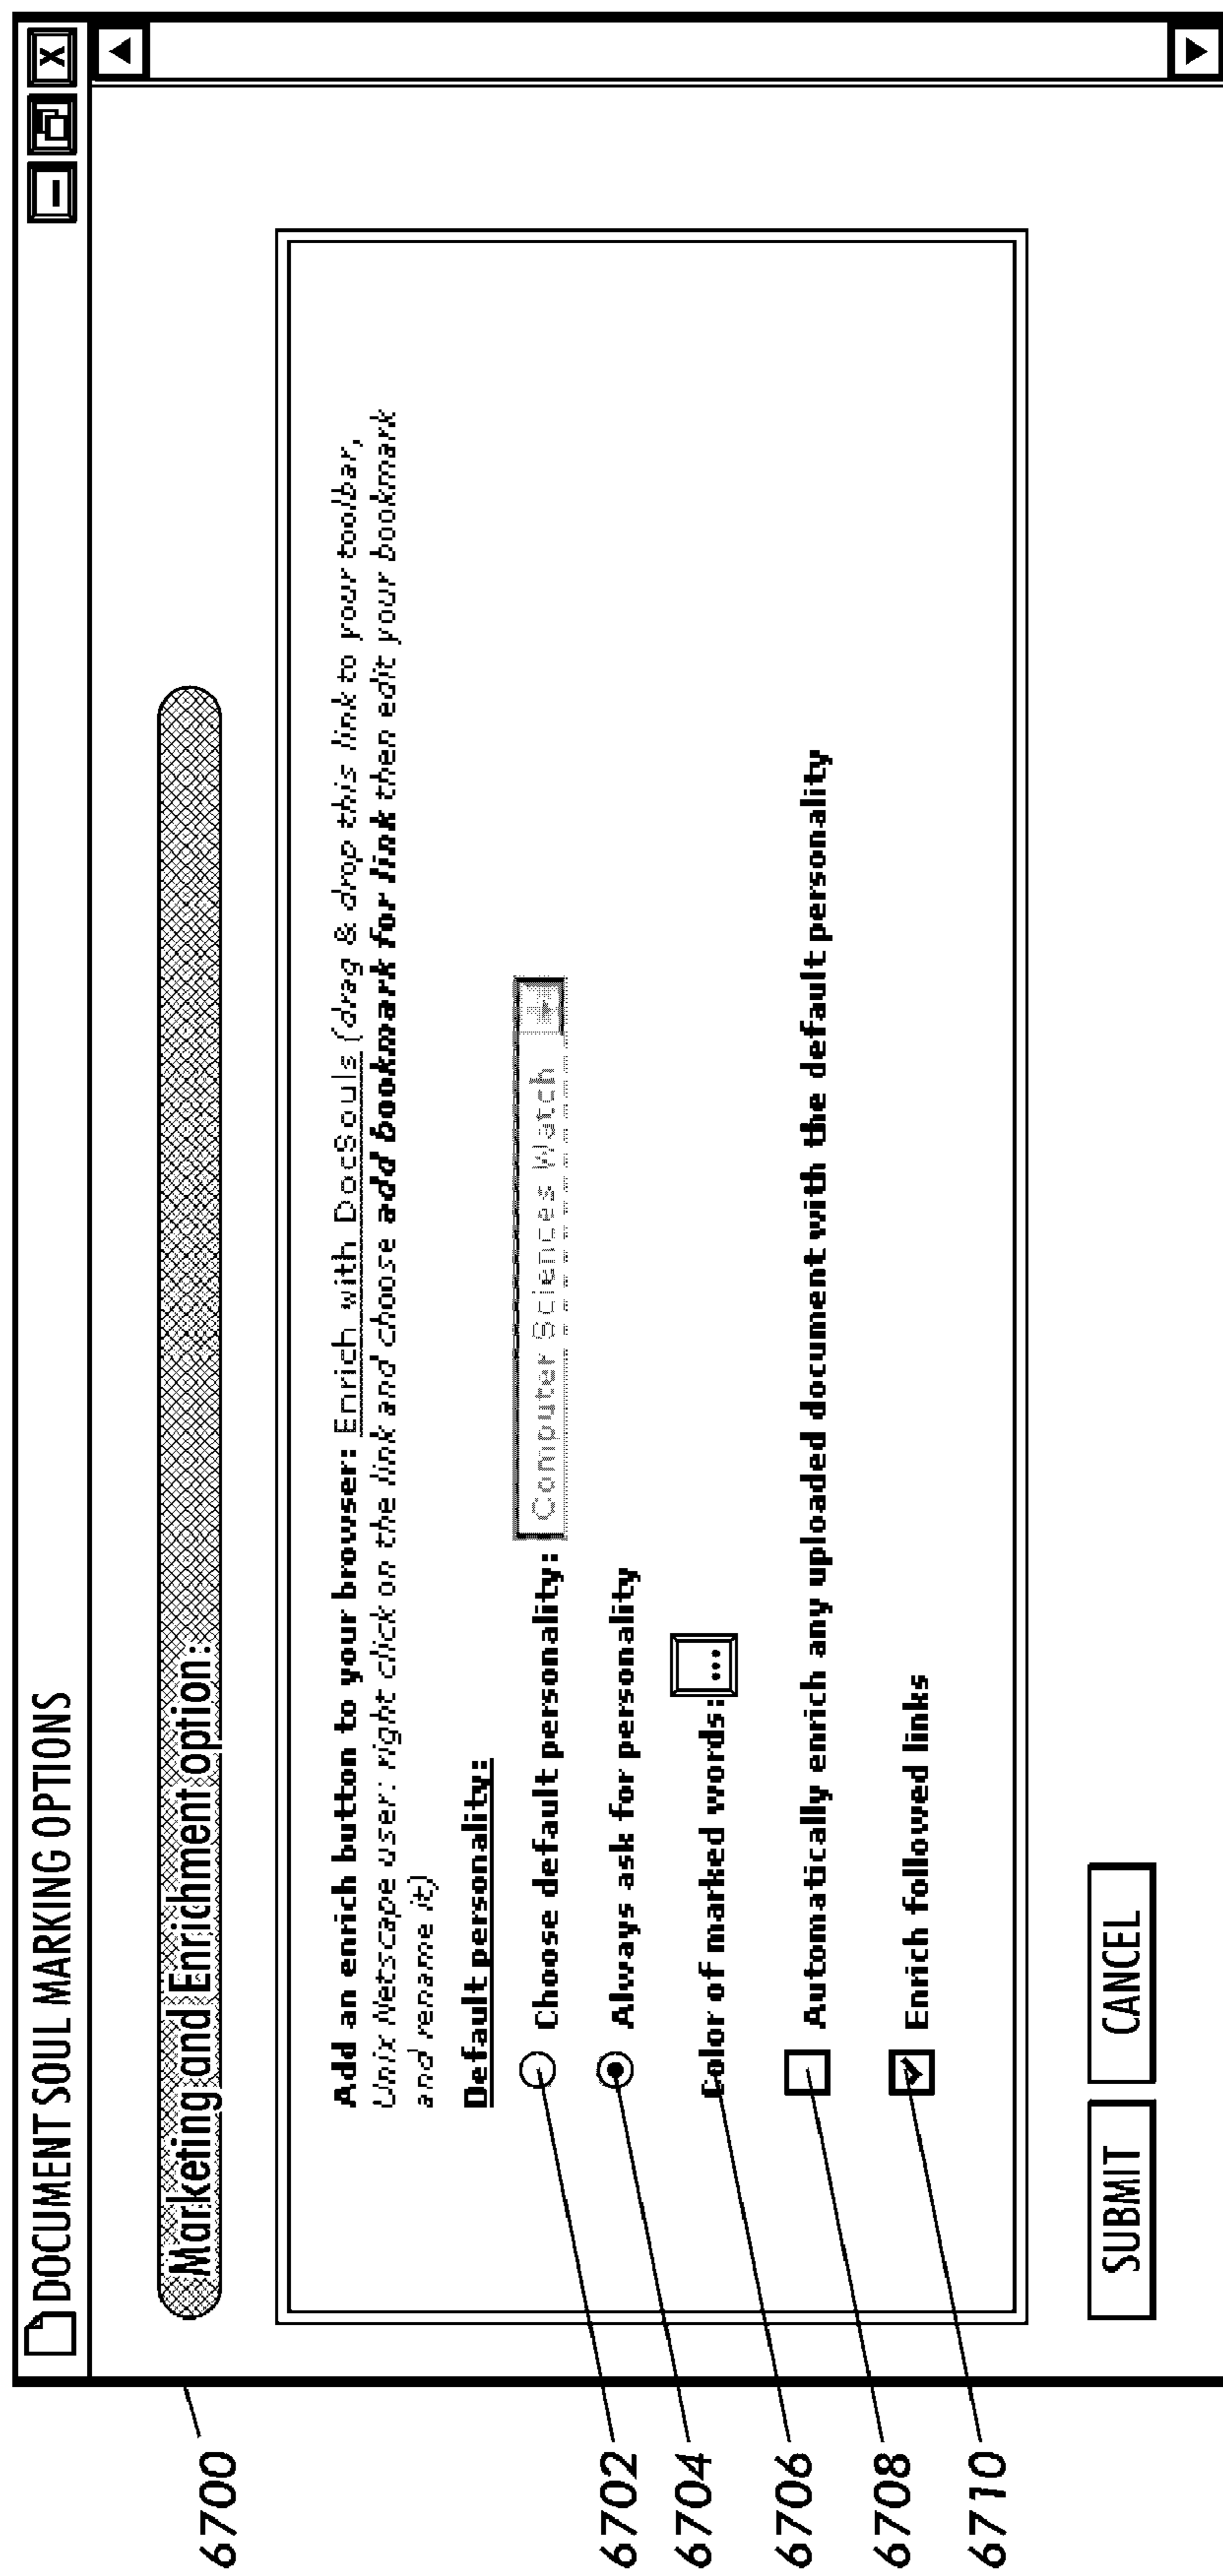 DOCUMENT SOUL MARKING OPTIONS
X
6700
Marketing and Enrichment option:
Add an enrich button to your browser: Enrich with DocSouls (drag & drop this link to your toolbar,
Unix Netscape user: right click on the link and choose add bookmark for link then edit your bookmark
and rename it)
Default personality:
6702
Choose default personality: Computer Sciences Watch
6704
Always ask for personality
6706
Color of marked words: ...
6708
Automatically enrich any uploaded document with the default personality
6710
Enrich followed links
SUBMIT CANCEL